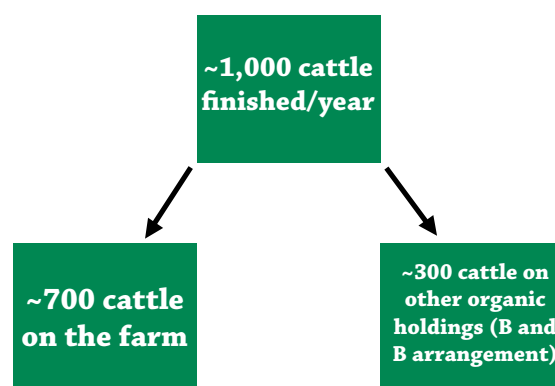 ~1,000 cattle
finished/year
~700 cattle
on the farm
~300 cattle on
other organic
holdings (B and
B arrangement)